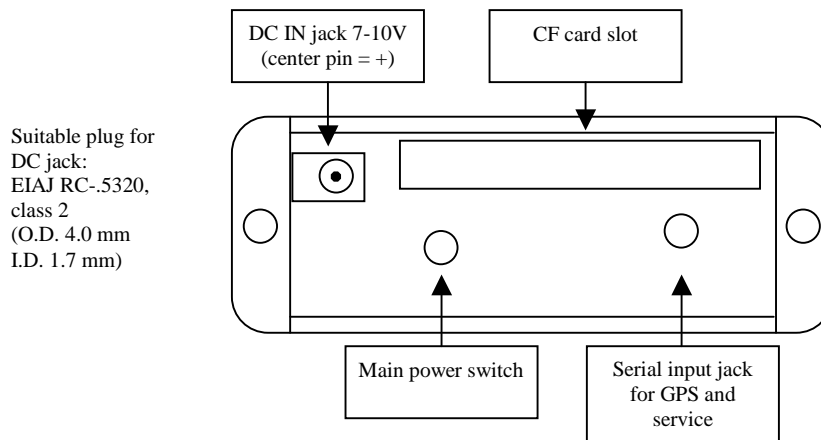 DC IN jack 7-10V
(center pin = +)
CF card slot
Suitable plug for
DC jack:
EIAJ RC-.5320,
class 2
(O.D. 4.0 mm
I.D. 1.7 mm)
Main power switch
Serial input jack
for GPS and
service